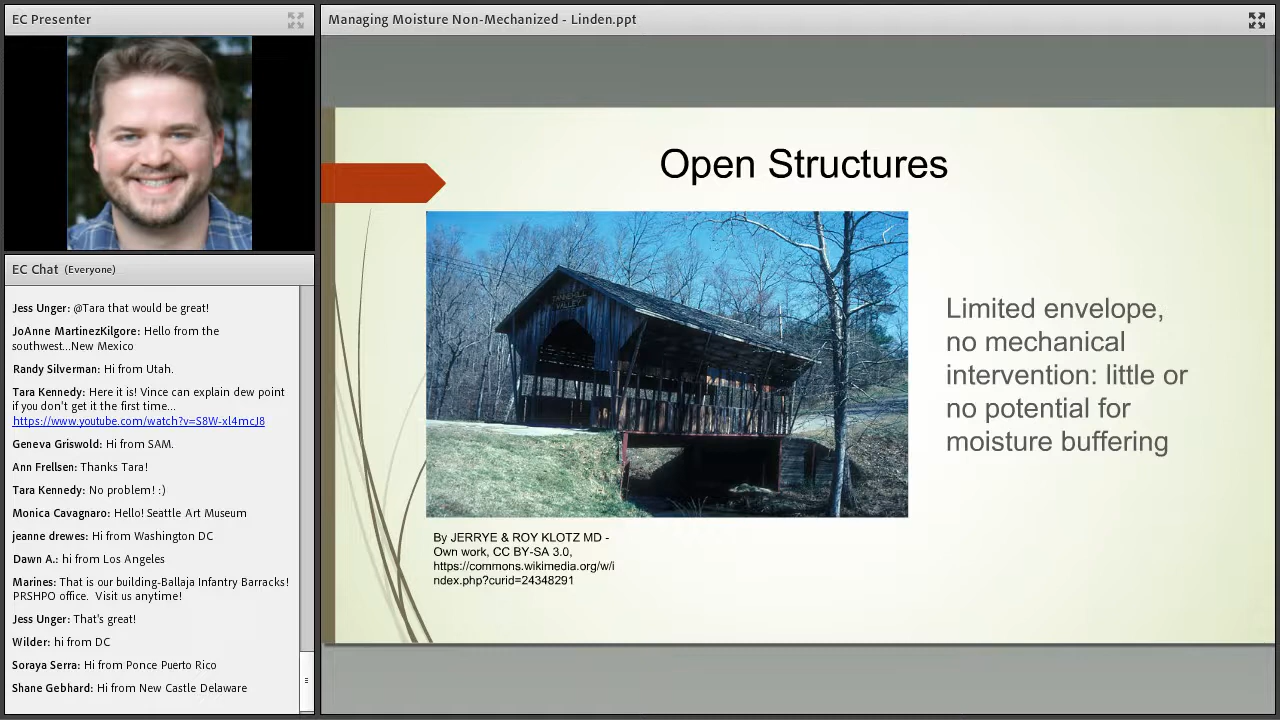 EC Presenter
EC Chat (Everyone)
Jess Unger: @Tara that would be great!
JoAnne MartinezKilgore: Hello from the
southwest...New Mexico
Randy Silverman: Hi from Utah.
Tara Kennedy: Here it is! Vince can explain dew point
if you don't get it the first time...
https://www.youtube.com/watch?v=S8W-xl4mcJ8
Geneva Griswold: Hi from SAM.
Ann Frellsen: Thanks Tara!
Tara Kennedy: No problem! :)
Monica Cavagnaro: Hello! Seattle Art Museum
jeanne drewes: Hi from Washington DC
Dawn A.: hi from Los Angeles
Marines: That is our building-Ballaja Infantry Barracks!
PRSHPO office. Visit us anytime!
Jess Unger: That's great!
Wilder: hi from DC
Soraya Serra: Hi from Ponce Puerto Rico
Shane Gebhard: Hi from New Castle Delaware
Managing Moisture Non-Mechanized - Linden.ppt
Open Structures
TANNEHILL
VALLEY
Limited envelope,
no mechanical
intervention: little or
no potential for
moisture buffering
By JERRYE & ROY KLOTZ MD -
Own work, CC BY-SA 3.0,
https://commons.wikimedia.org/w/i
ndex.php?curid=24348291